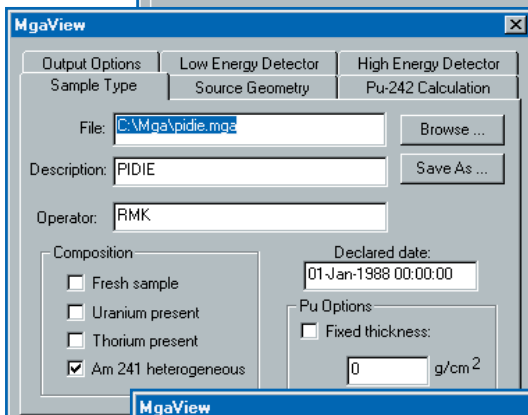 MgaView
Output Options Low Energy Detector High Energy Detector
Sample Type Source Geometry Pu-242 Calculation
File: C:\Mga\pidie.mga Browse ...
Description: PIDIE Save As ...
Operator: RMK
Composition
Fresh sample
Uranium present
Thorium present
Am 241 heterogeneous
Declared date:
01-Jan-1988 00:00:00
Pu Options
Fixed thickness:
0 g/cm2
MgaView